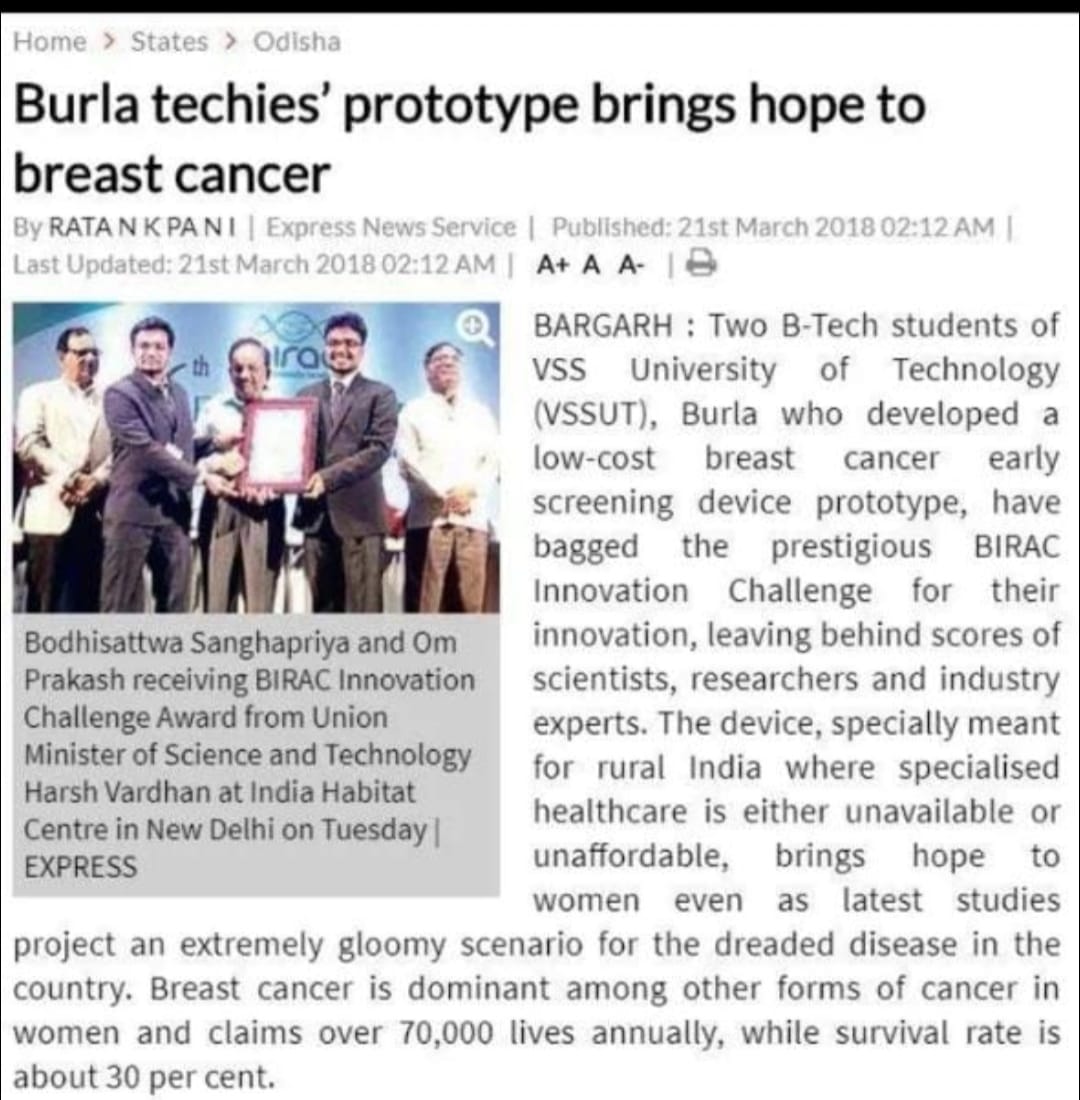 Home > States > Odisha
Burla techies' prototype brings hope to
breast cancer
By RATAN K PANI | Express News Service | Published: 21st March 2018 02:12 AM |
Last Updated: 21st March 2018 02:12 AM | A+ A A- |
th
birac
Bodhisattwa Sanghapriya and Om
Prakash receiving BIRAC Innovation
Challenge Award from Union
Minister of Science and Technology
Harsh Vardhan at India Habitat
Centre in New Delhi on Tuesday |
EXPRESS
BARGARH : Two B-Tech students of
VSS University of Technology
(VSSUT), Burla who developed a
low-cost breast cancer early
screening device prototype, have
bagged the prestigious BIRAC
Innovation Challenge for their
innovation, leaving behind scores of
scientists, researchers and industry
experts. The device, specially meant
for rural India where specialised
healthcare is either unavailable or
unaffordable, brings hope to
women even as latest studies
project an extremely gloomy scenario for the dreaded disease in the
country. Breast cancer is dominant among other forms of cancer in
women and claims over 70,000 lives annually, while survival rate is
about 30 per cent.